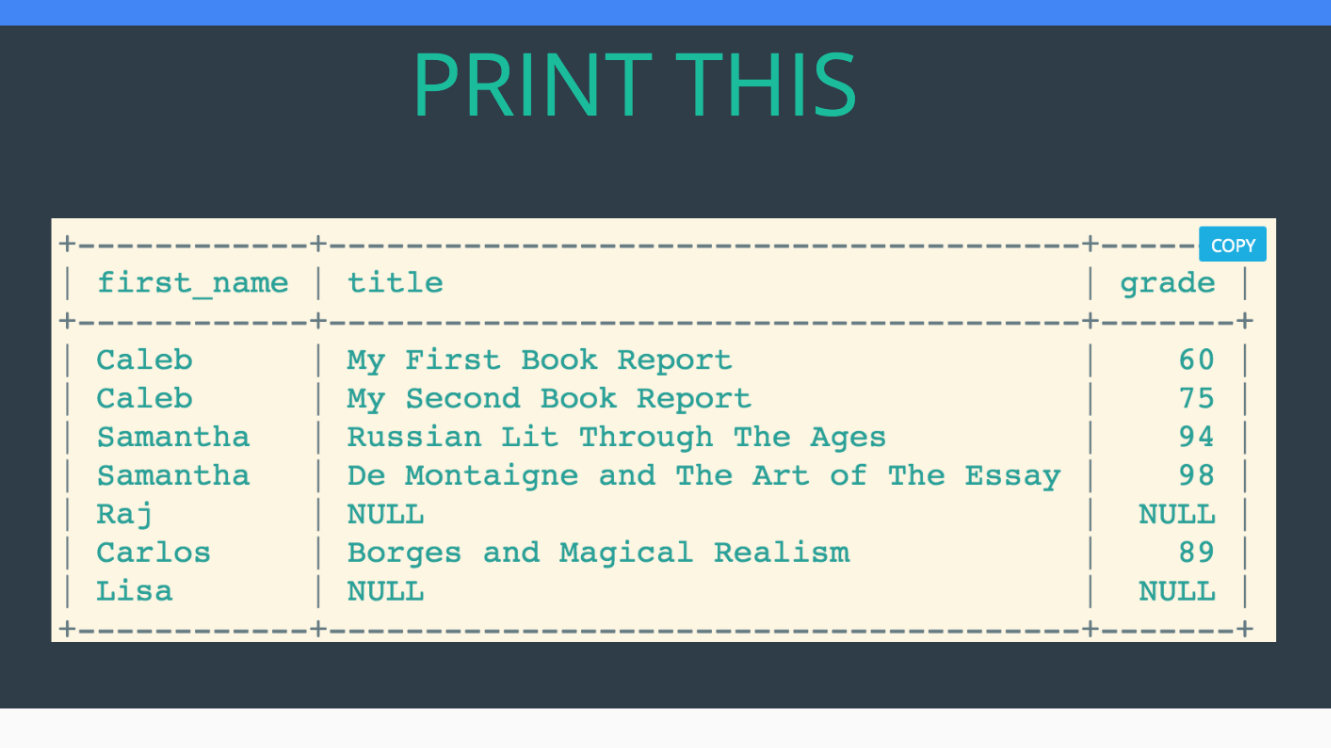 PRINT THIS
+------------+---------------------------------------+-----
COPY
| first_name | title                                 | grade |
+------------+---------------------------------------+-------+
| Caleb      | My First Book Report                  |    60 |
| Caleb      | My Second Book Report                 |    75 |
| Samantha   | Russian Lit Through The Ages          |    94 |
| Samantha   | De Montaigne and The Art of The Essay |    98 |
| Raj        | NULL                                  |  NULL |
| Carlos     | Borges and Magical Realism            |    89 |
| Lisa       | NULL                                  |  NULL |
+------------+---------------------------------------+-------+